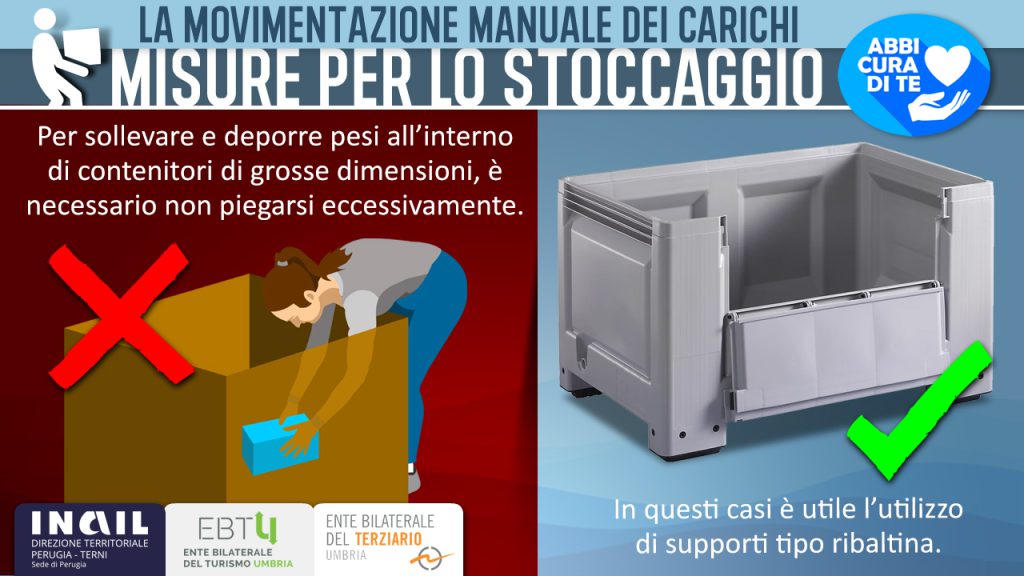 LA MOVIMENTAZIONE MANUALE DEI CARICHI
MISURE PER LO STOCCAGGIO
ABBI
CURA
DI TE
Per sollevare e deporre pesi all’interno
di contenitori di grosse dimensioni, è
necessario non piegarsi eccessivamente.
In questi casi è utile l’utilizzo
di supporti tipo ribaltina.
INAIL
DIREZIONE TERRITORIALE
PERUGIA - TERNI
Sede di Perugia
EBTU
ENTE BILATERALE
DEL TURISMO UMBRIA
ENTE BILATERALE
DEL TERZIARIO
UMBRIA